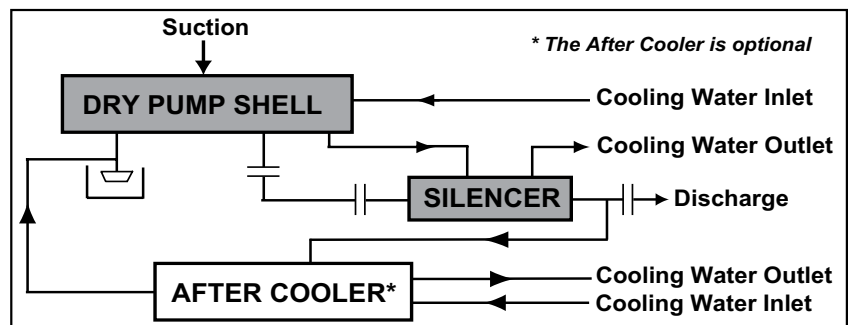 Suction
* The After Cooler is optional
DRY PUMP SHELL
Cooling Water Inlet
Cooling Water Outlet
SILENCER
Discharge
AFTER COOLER*
Cooling Water Outlet
Cooling Water Inlet